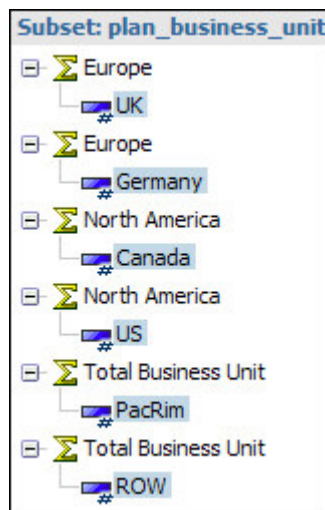 Subset: plan_business_unit
Europe
UK
Europe
Germany
North America
Canada
North America
US
Total Business Unit
PacRim
Total Business Unit
ROW